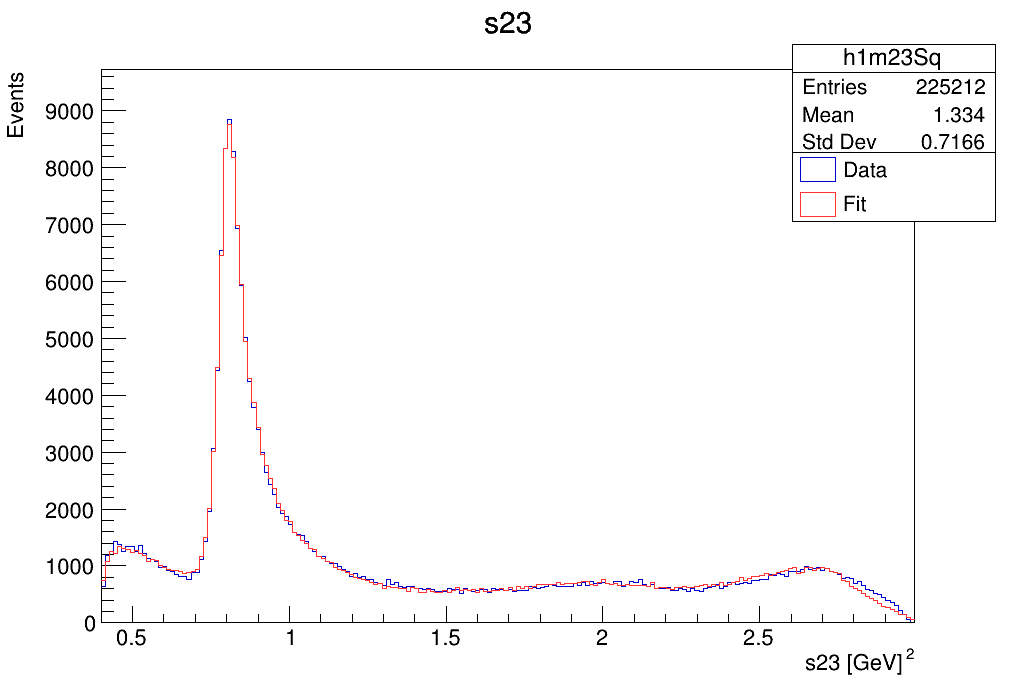 s23
h1m23Sq
Entries 225212
Mean 1.334
Std Dev 0.7166
Data
Fit
Events
9000
8000
7000
6000
5000
4000
3000
2000
1000
0
0.5 1 1.5 2 2.5
s23 [GeV]²